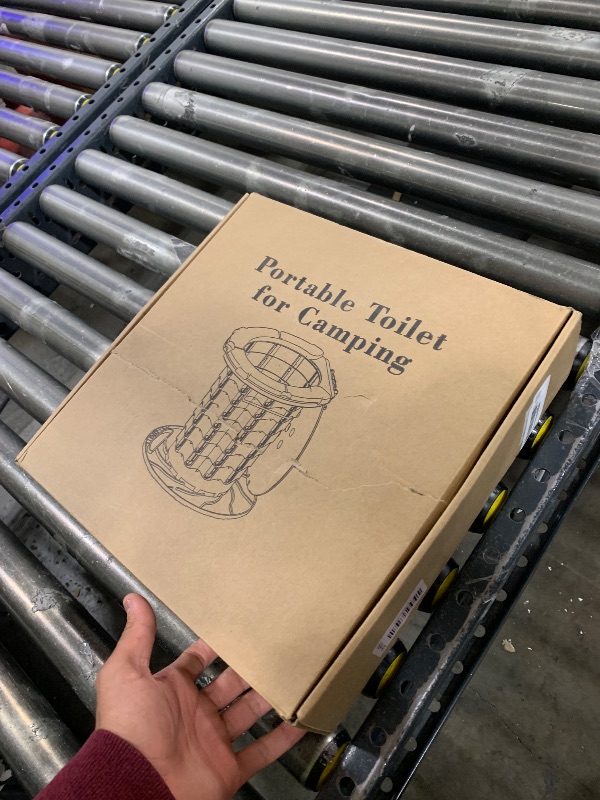 Portable Toilet
for Camping